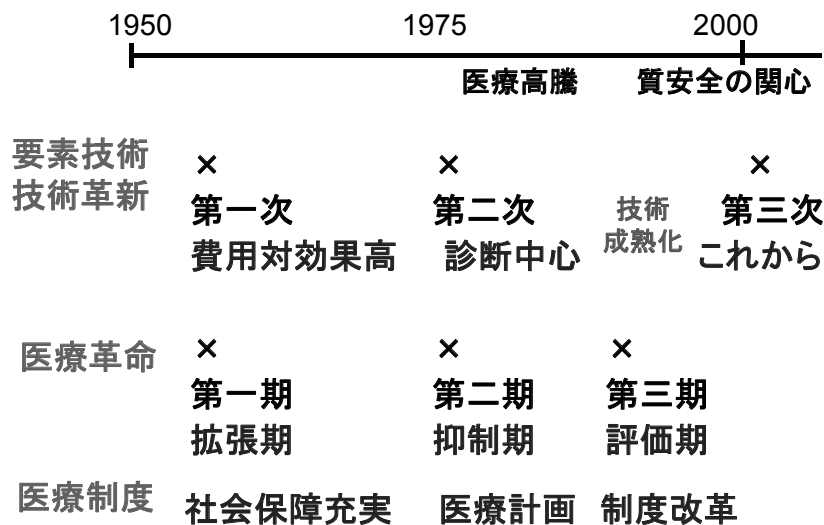 1950 1975 2000
医療高騰 質安全の関心
要素技術
技術革新
× × ×
第一次 第二次 技術 第三次
費用対効果高 診断中心 成熟化 これから
医療革命
× × ×
第一期 第二期 第三期
拡張期 抑制期 評価期
医療制度 社会保障充実 医療計画 制度改革